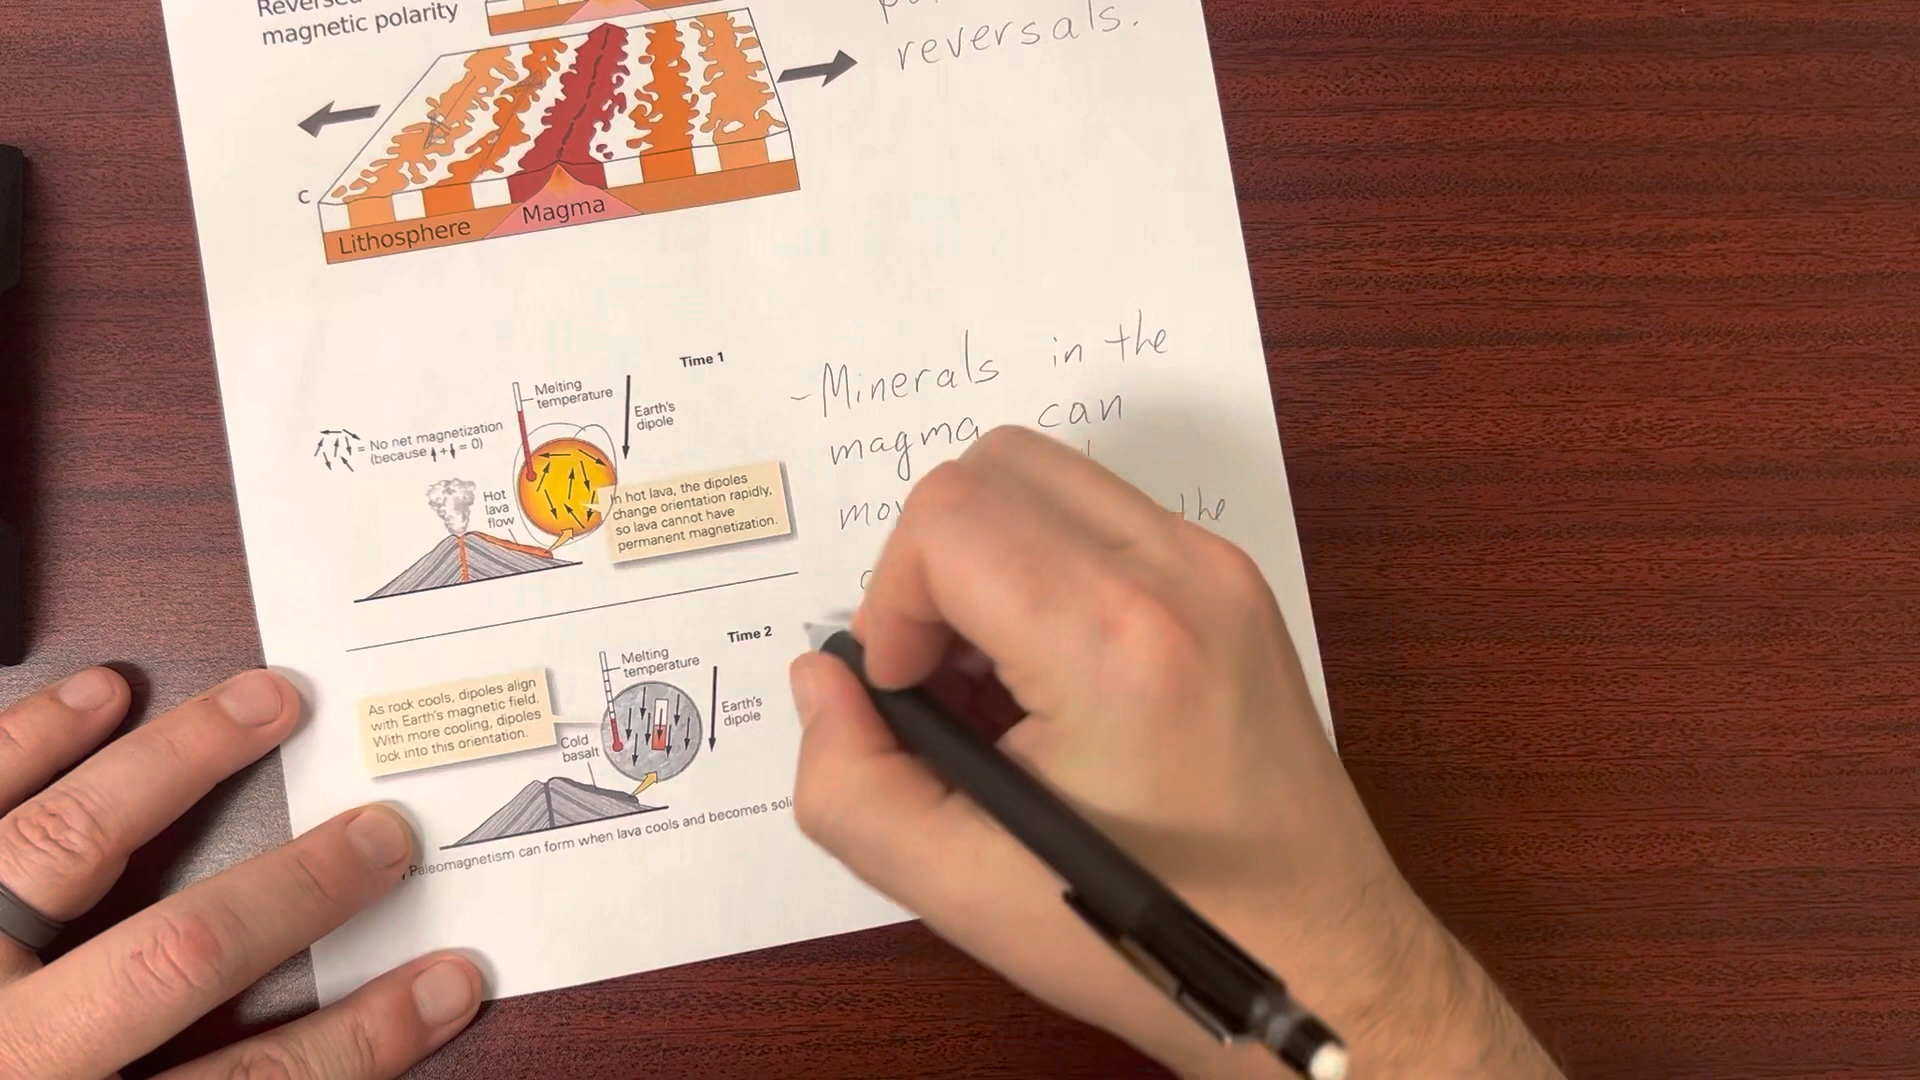 magnetic polarity
reversals.
C
Magma
Lithosphere
Time 1
Melting
temperature
Earth's
dipole
= No net magnetization
(because + = 0)
Hot
lava
flow
In hot lava, the dipoles
change orientation rapidly,
so lava cannot have
permanent magnetization.
- Minerals in the
magma can
the
Time 2
Melting
temperature
Earth's
dipole
As rock cools, dipoles align
with Earth's magnetic field.
With more cooling, dipoles
lock into this orientation.
Cold
basalt
Paleomagnetism can form when lava cools and becomes